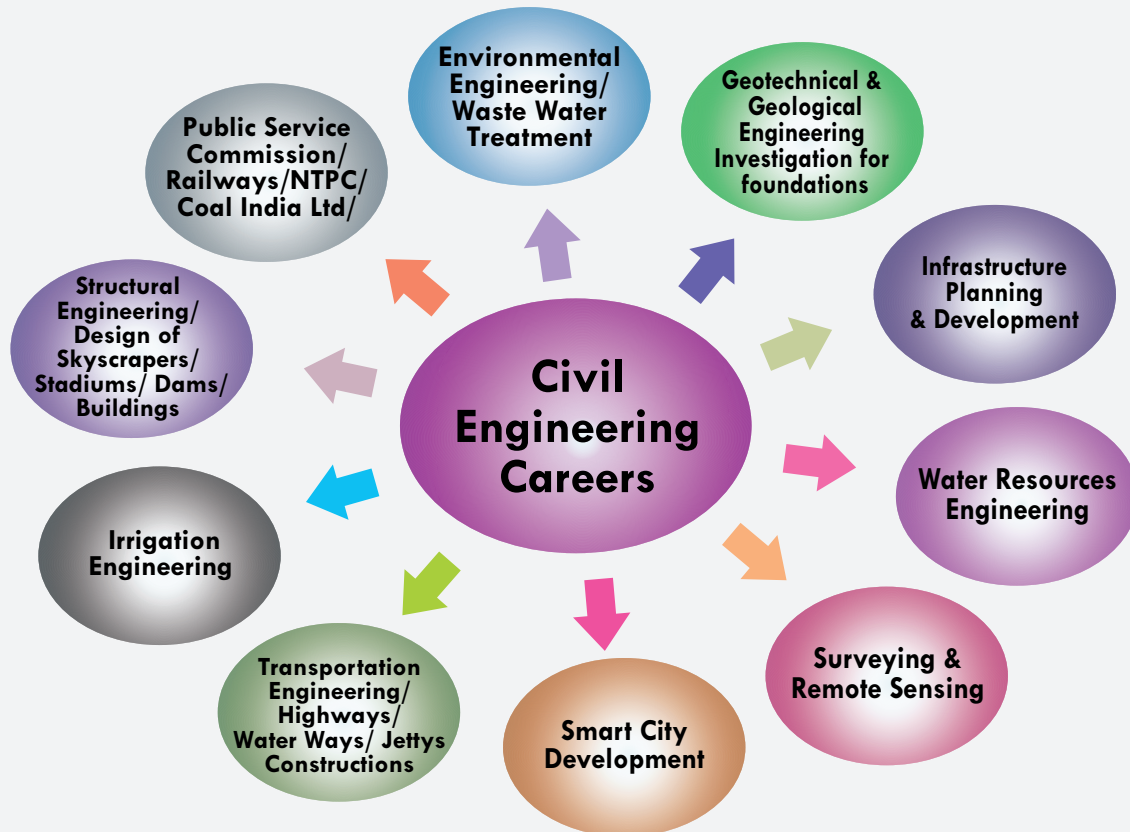 Civil
Engineering
Careers
Environmental
Engineering/
Waste Water
Treatment
Geotechnical &
Geological
Engineering
Investigation for
foundations
Infrastructure
Planning
& Development
Water Resources
Engineering
Surveying &
Remote Sensing
Smart City
Development
Transportation
Engineering/
Highways/
Water Ways/ Jettys
Constructions
Irrigation
Engineering
Structural
Engineering/
Design of
Skyscrapers/
Stadiums/ Dams/
Buildings
Public Service
Commission/
Railways/NTPC/
Coal India Ltd/